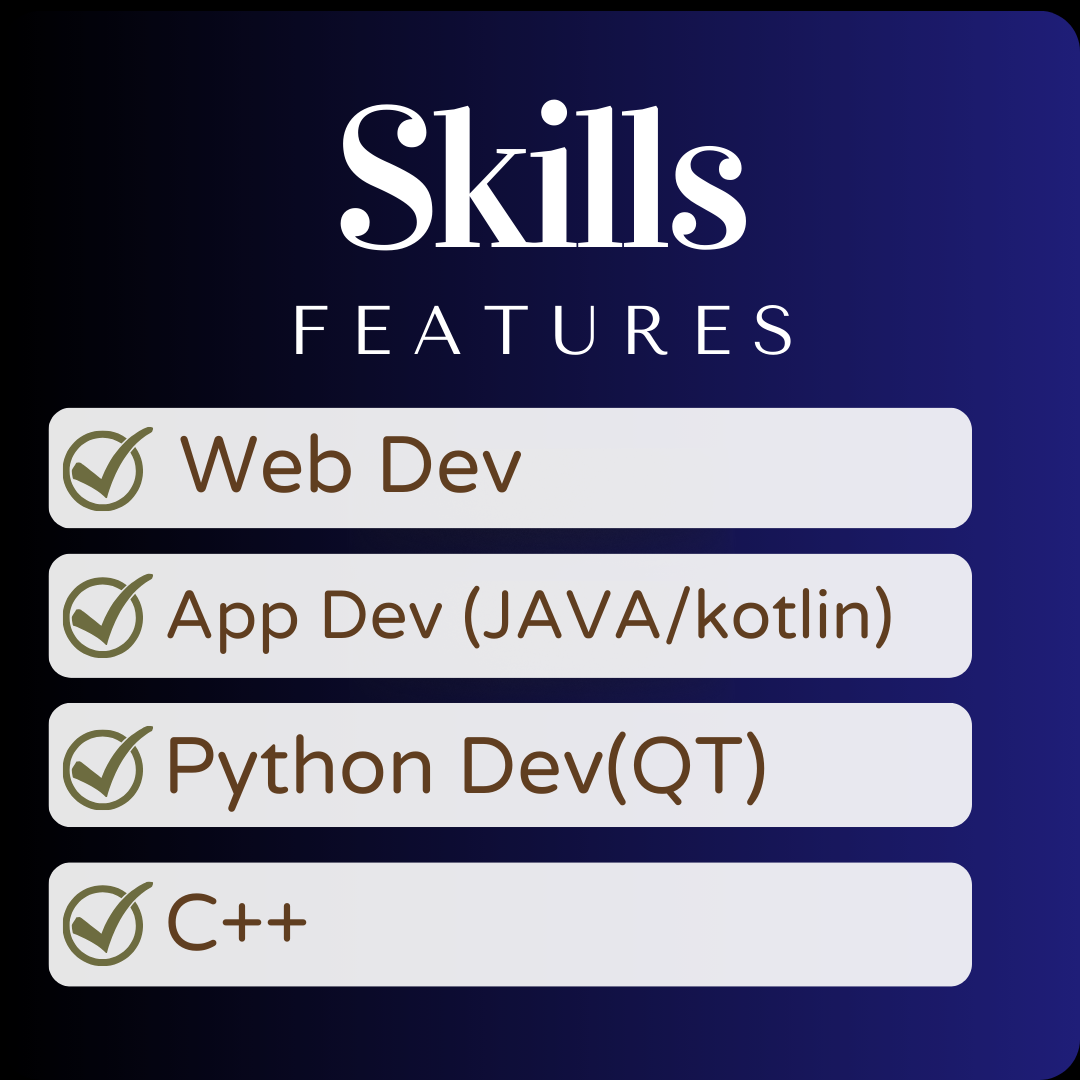 Skills
FEATURES
Web Dev
App Dev (JAVA/kotlin)
Python Dev(QT)
C++